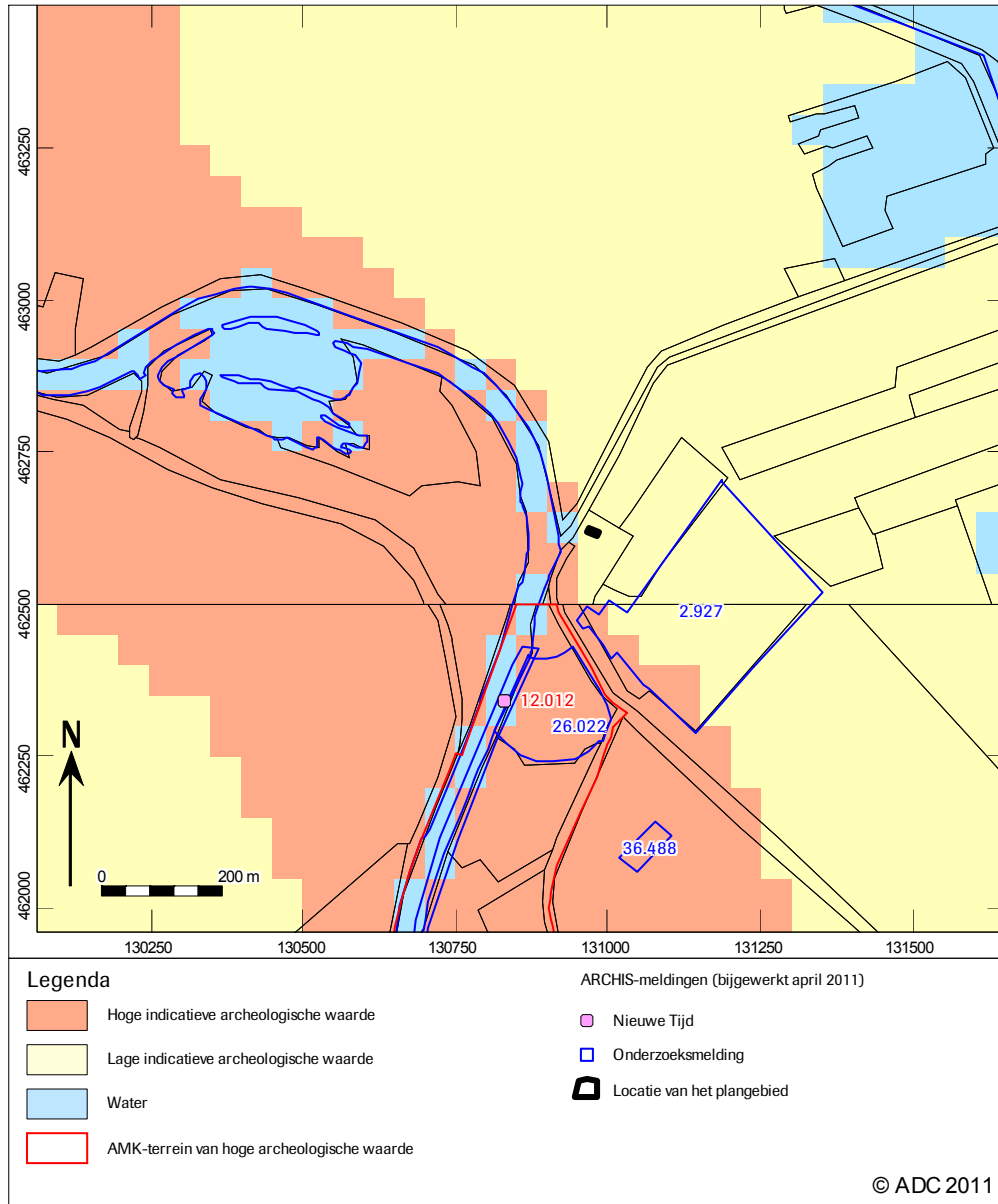 463250
463000
462750
462500
462250
462000
2.927
12.012
26.022
36.488
N
0 200 m
130250 130500 130750 131000 131250 131500
Legenda
Hoge indicatieve archeologische waarde
Lage indicatieve archeologische waarde
Water
AMK-terrein van hoge archeologische waarde
ARCHIS-meldingen (bijgewerkt april 2011)
Nieuwe Tijd
Onderzoeksmelding
Locatie van het plangebied
© ADC 2011